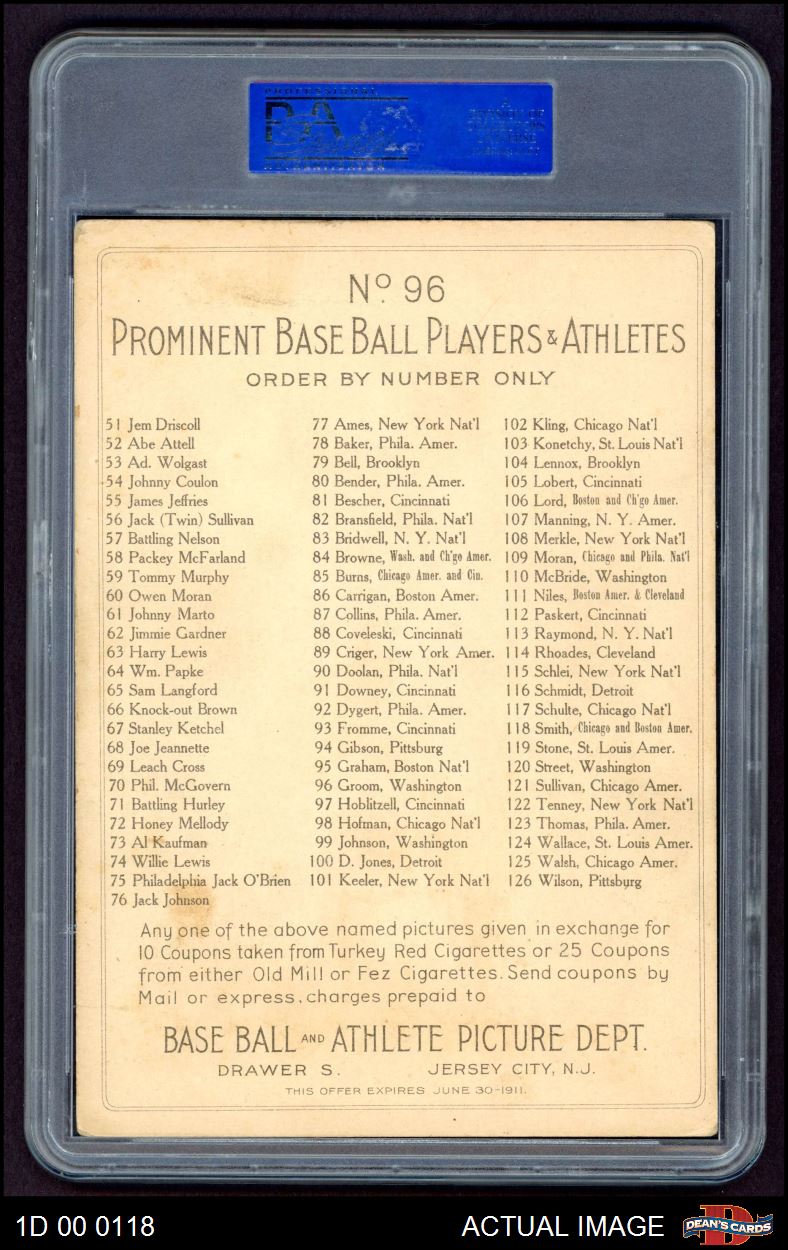 PROFESSIONAL
PSA
No. 96
PROMINENT BASE BALL PLAYERS & ATHLETES
ORDER BY NUMBER ONLY
51 Jem Driscoll
52 Abe Attell
53 Ad. Wolgast
54 Johnny Coulon
55 James Jeffries
56 Jack (Twin) Sullivan
57 Battling Nelson
58 Packey McFarland
59 Tommy Murphy
60 Owen Moran
61 Johnny Marto
62 Jimmie Gardner
63 Harry Lewis
64 Wm. Papke
65 Sam Langford
66 Knock-out Brown
67 Stanley Ketchel
68 Joe Jeannette
69 Leach Cross
70 Phil. McGovern
71 Battling Hurley
72 Honey Mellody
73 Al Kaufman
74 Willie Lewis
75 Philadelphia Jack O'Brien
76 Jack Johnson
77 Ames, New York Nat'l
78 Baker, Phila. Amer.
79 Bell, Brooklyn
80 Bender, Phila. Amer.
81 Bescher, Cincinnati
82 Bransfield, Phila. Nat'l
83 Bridwell, N. Y. Nat'l
84 Browne, Wash. and Ch'go Amer.
85 Burns, Chicago Amer. and Cin.
86 Carrigan, Boston Amer.
87 Collins, Phila. Amer.
88 Coveleski, Cincinnati
89 Criger, New York Amer.
90 Doolan, Phila. Nat'l
91 Downey, Cincinnati
92 Dygert, Phila. Amer.
93 Fromme, Cincinnati
94 Gibson, Pittsburg
95 Graham, Boston Nat'l
96 Groom, Washington
97 Hoblitzell, Cincinnati
98 Hofman, Chicago Nat'l
99 Johnson, Washington
100 D. Jones, Detroit
101 Keeler, New York Nat'l
102 Kling, Chicago Nat'l
103 Konetchy, St. Louis Nat'l
104 Lennox, Brooklyn
105 Lobert, Cincinnati
106 Lord, Boston and Ch'go Amer.
107 Manning, N. Y. Amer.
108 Merkle, New York Nat'l
109 Moran, Chicago and Phila. Nat'l
110 McBride, Washington
111 Niles, Boston Amer. & Cleveland
112 Paskert, Cincinnati
113 Raymond, N. Y. Nat'l
114 Rhoades, Cleveland
115 Schlei, New York Nat'l
116 Schmidt, Detroit
117 Schulte, Chicago Nat'l
118 Smith, Chicago and Boston Amer.
119 Stone, St. Louis Amer.
120 Street, Washington
121 Sullivan, Chicago Amer.
122 Tenney, New York Nat'l
123 Thomas, Phila. Amer.
124 Wallace, St. Louis Amer.
125 Walsh, Chicago Amer.
126 Wilson, Pittsburg
Any one of the above named pictures given in exchange for
10 Coupons taken from Turkey Red Cigarettes or 25 Coupons
from either Old Mill or Fez Cigarettes. Send coupons by
Mail or express, charges prepaid to
BASE BALL AND ATHLETE PICTURE DEPT.
DRAWER S. JERSEY CITY, N.J.
THIS OFFER EXPIRES JUNE 30-1911.
1D 00 0118
ACTUAL IMAGE
DEAN'S CARDS